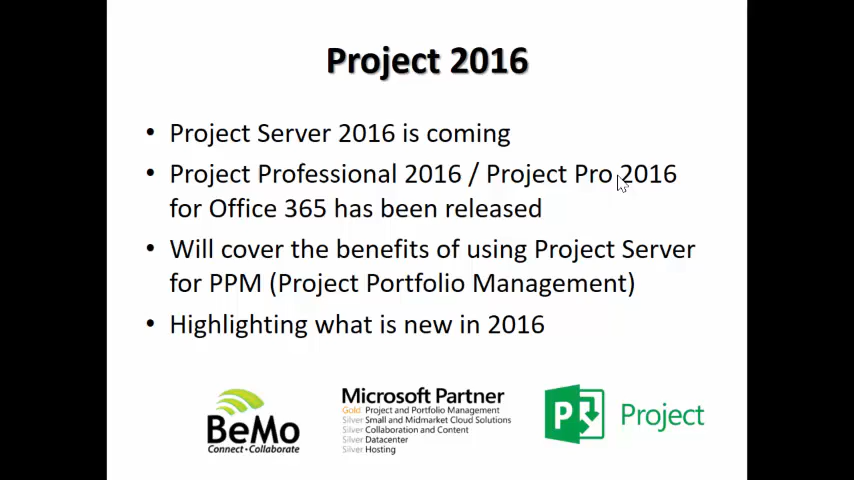 Project 2016
• Project Server 2016 is coming
• Project Professional 2016 / Project Pro 2016
for Office 365 has been released
• Will cover the benefits of using Project Server
for PPM (Project Portfolio Management)
• Highlighting what is new in 2016
BeMo
Connect • Collaborate
Microsoft Partner
Gold Project and Portfolio Management
Silver Small and Midmarket Cloud Solutions
Silver Collaboration and Content
Silver Datacenter
Silver Hosting
P
Project